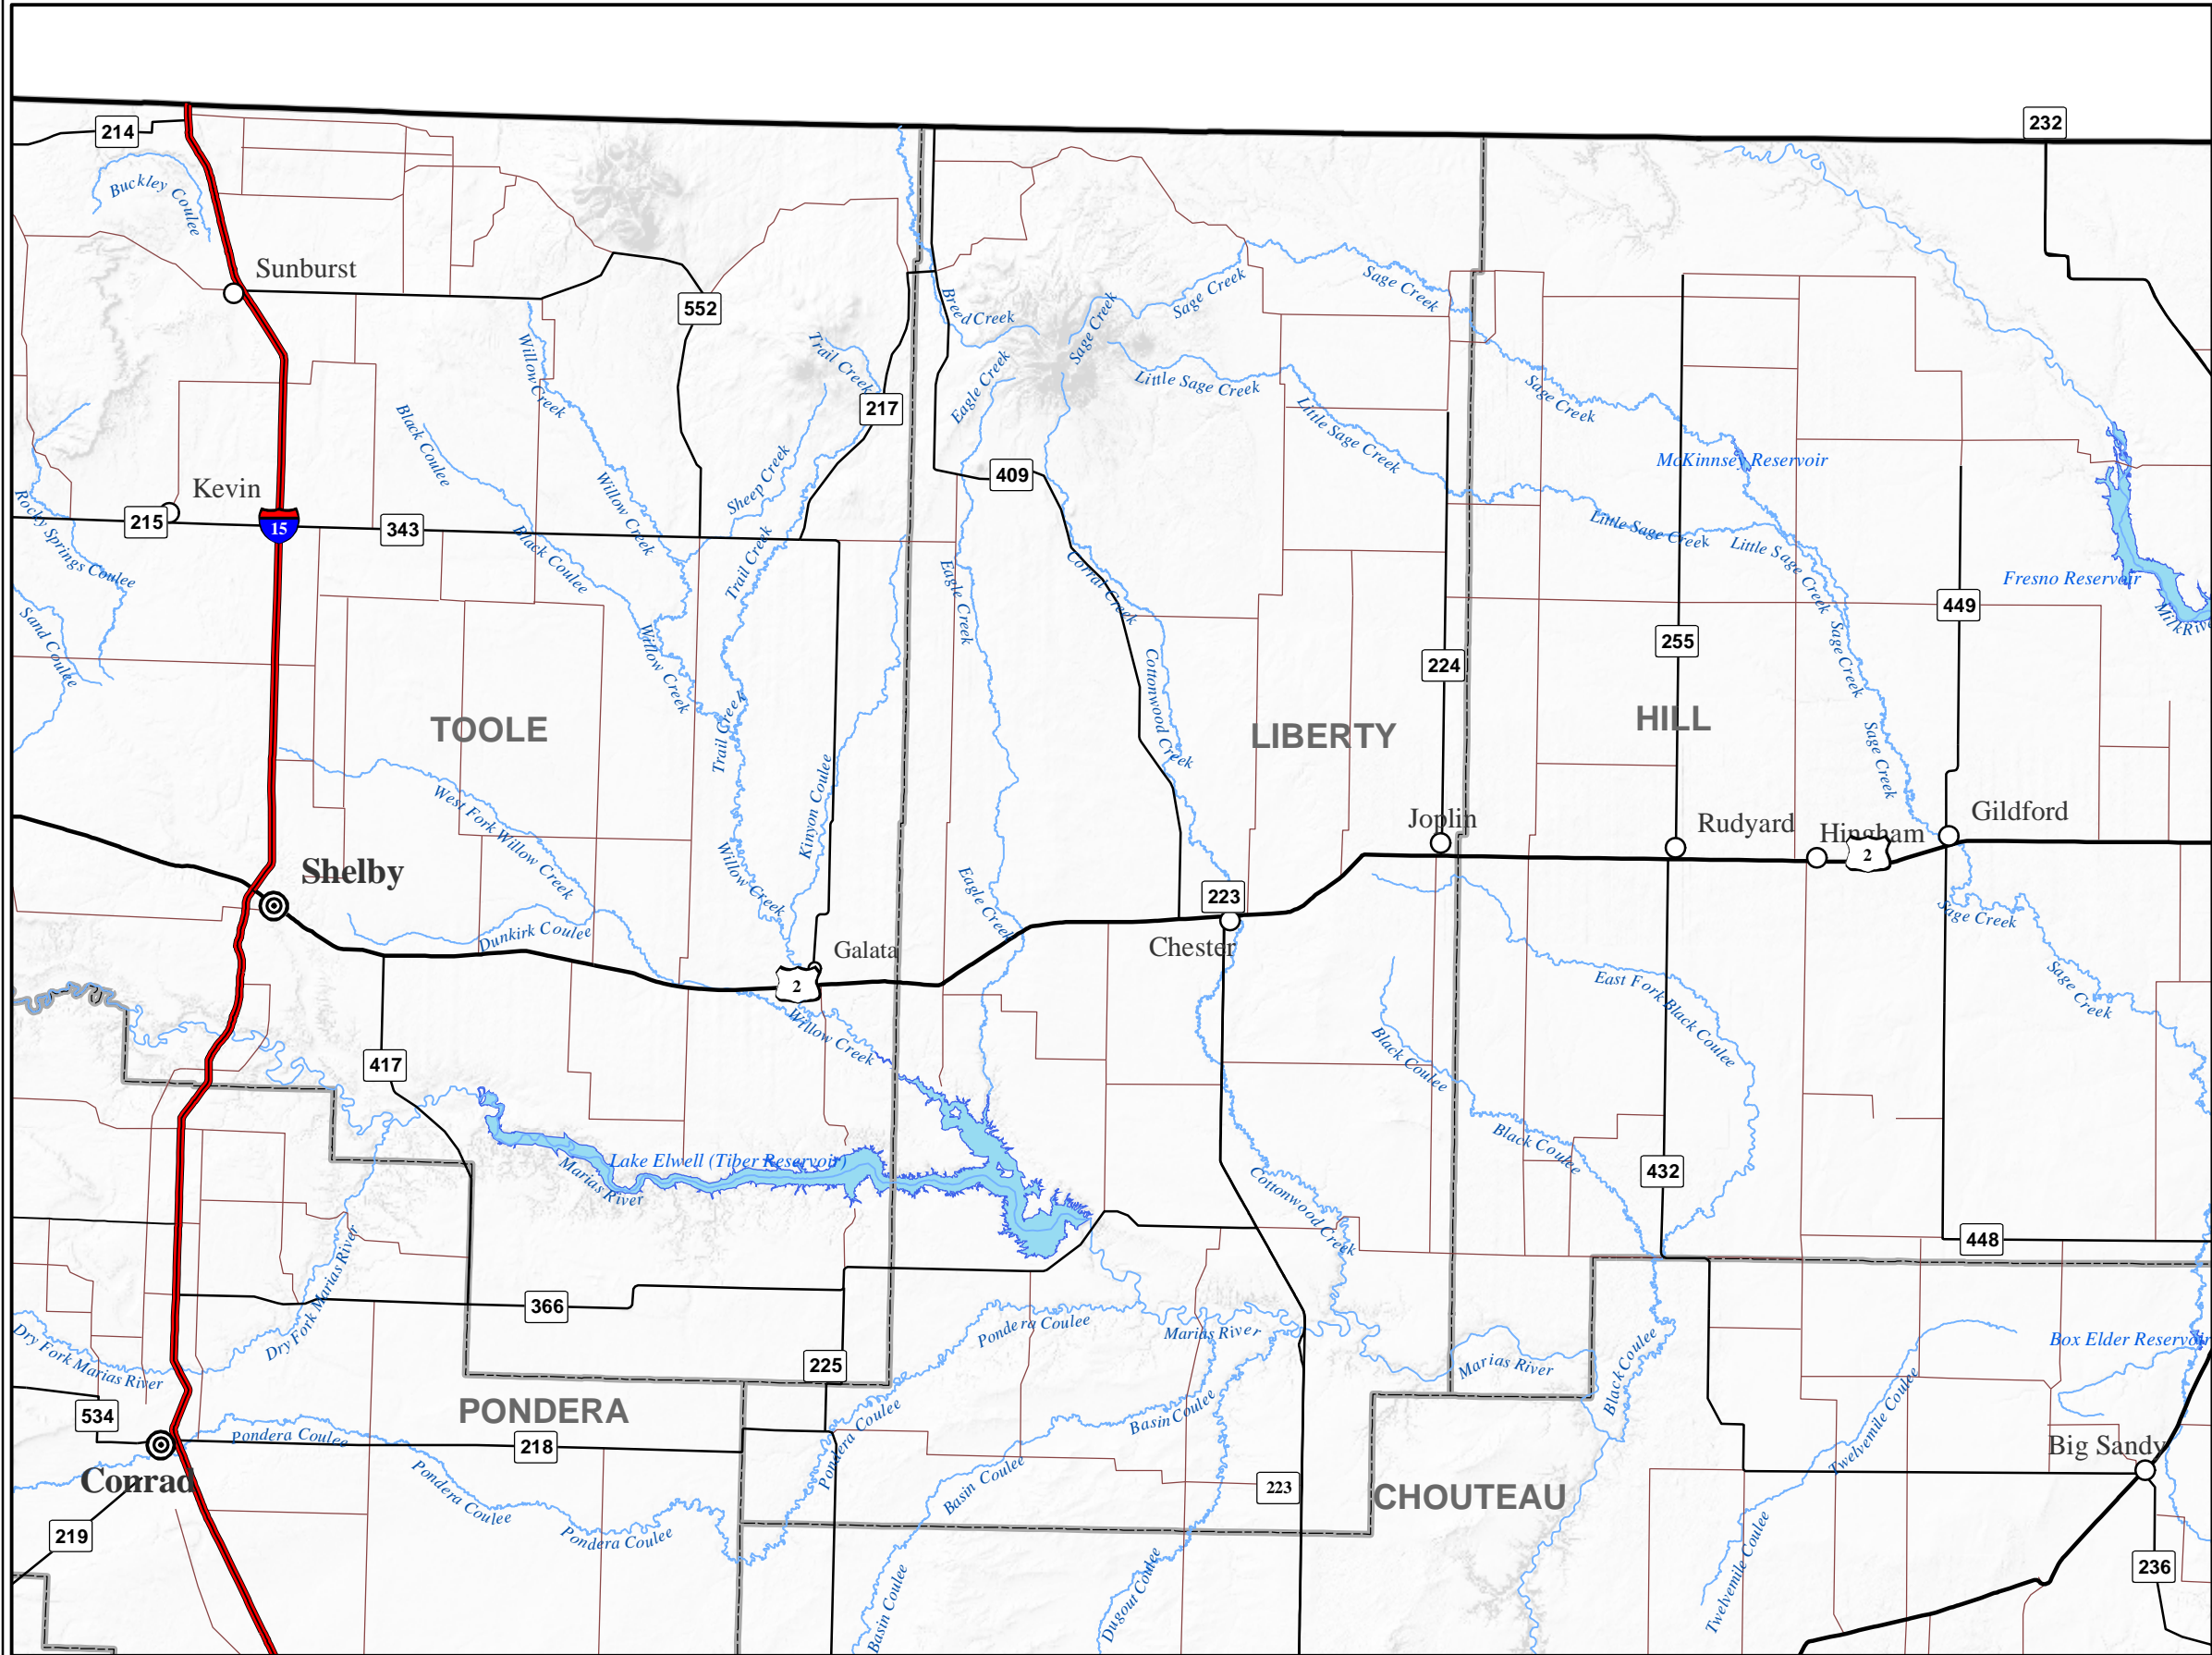 232
214
Buckley Coulee
Sunburst
552
Breed Creek
Sage Creek
Sage Creek
Sage Creek
Trail Creek
Willow Creek
Eagle Creek
Little Sage Creek
Sage Creek
217
Black Coulee
Little Sage Creek
McKinnsey Reservoir
Kevin
Sheep Creek
409
Willow Creek
215
15
343
Rocky Springs Coulee
Black Coulee
Trail Creek
Little Sage Creek
Little Sage Creek
Fresno Reservoir
Corral Creek
Eagle Creek
449
Milk Rive
Sand Coulee
Willow Creek
255
Sage Creek
224
Cottonwood Creek
TOOLE
Trail Creek
LIBERTY
HILL
Sage Creek
West Fork Willow Creek
Kinyon Coulee
Joplin
Rudyard
Hingham
Gildford
2
Shelby
Willow Creek
223
Eagle Creek
Dunkirk Coulee
Galata
Chester
Sage Creek
2
East Fork Black Coulee
Sage Creek
Willow Creek
417
Black Coulee
Lake Elwell (Tiber Reservoir)
Marias River
Black Coulee
432
Cottonwood Creek
448
Dry Fork Marias River
366
Pondera Coulee
Marias River
Dry Fork Marias River
225
Marias River
Black Coulee
Box Elder Reservoir
PONDERA
534
Pondera Coulee
218
Pondera Coulee
Basin Coulee
Twelvemile Coulee
Big Sandy
Conrad
Pondera Coulee
Basin Coulee
223
CHOUTEAU
219
Pondera Coulee
Twelvemile Coulee
236
Basin Coulee
Dugout Coulee